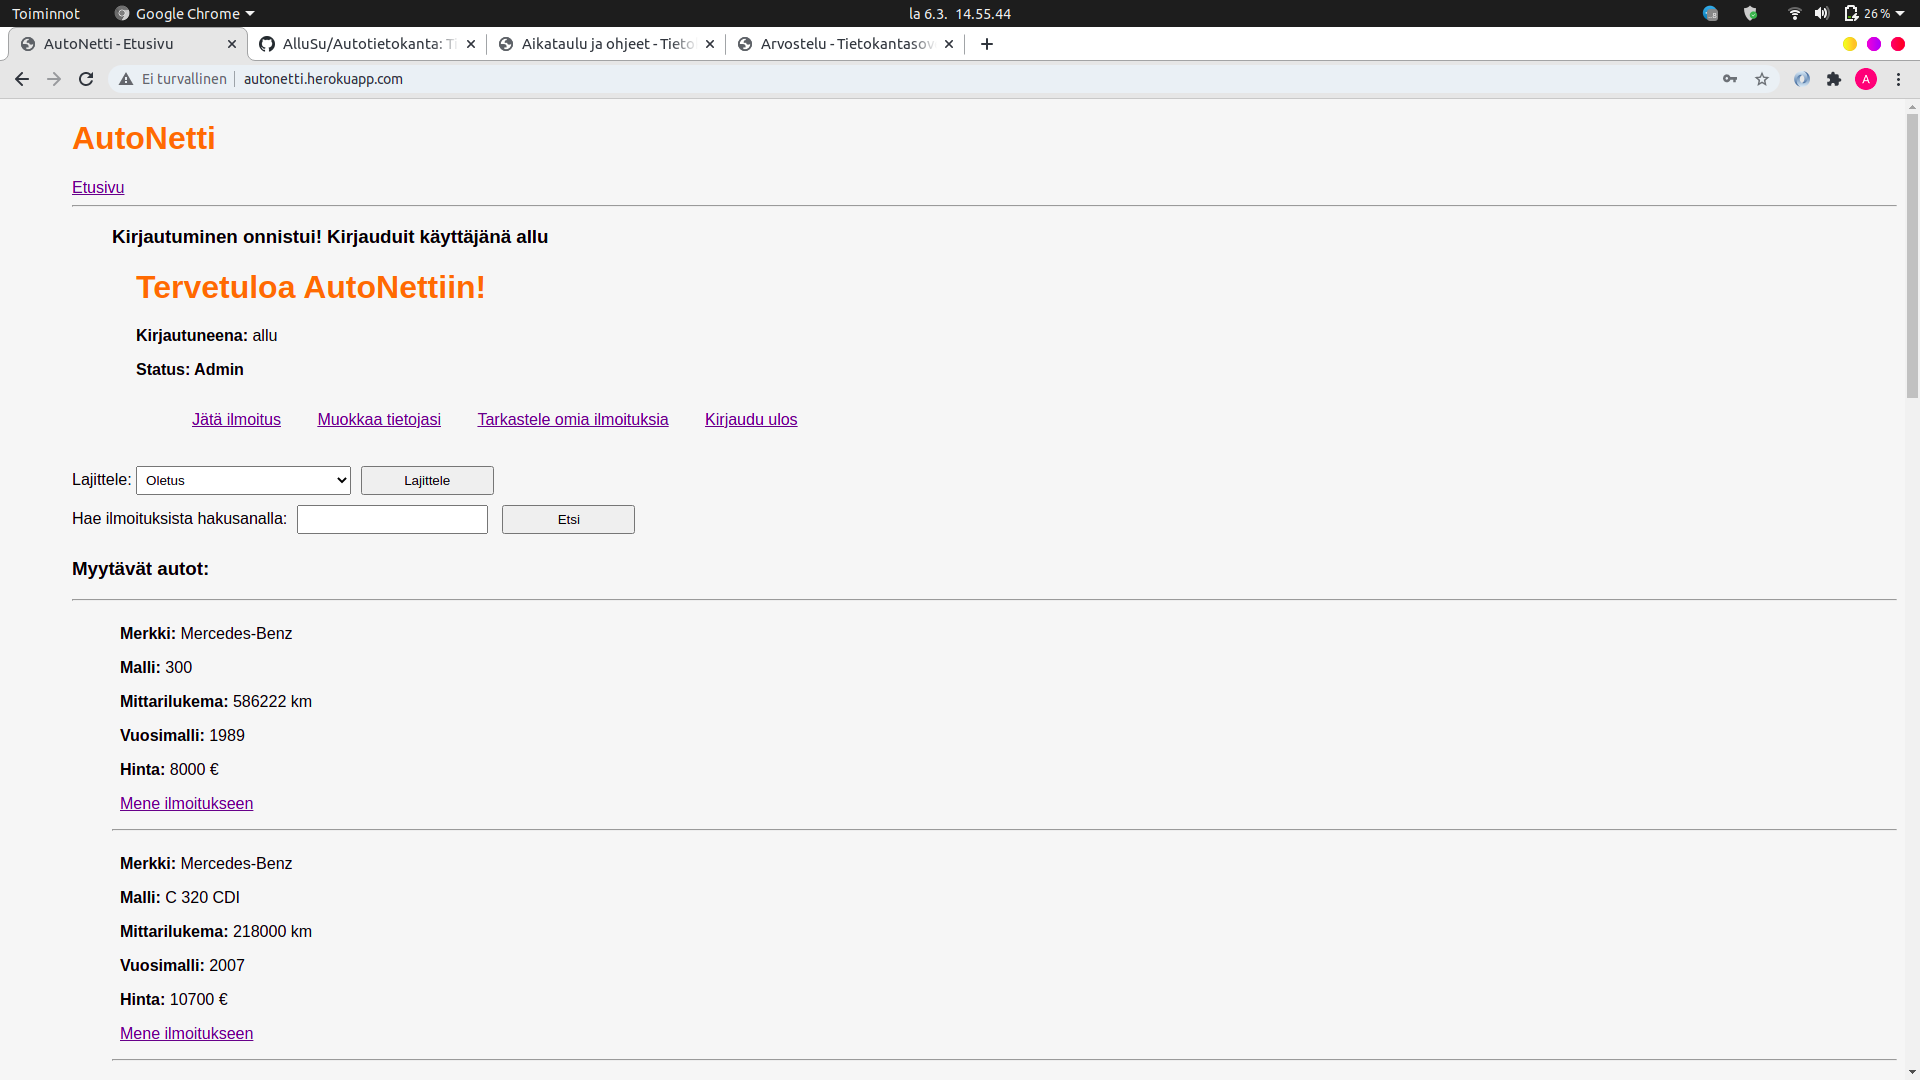 Toiminnot Google Chrome la 6.3. 14.55.44 26 %
AutoNetti - Etusivu AlluSu/Autotietokanta: Aikataulu ja ohjeet - Arvostelu -
Ei turvallinen autonetti.herokuapp.com A
AutoNetti
Etusivu
Kirjautuminen onnistui! Kirjauduit käyttäjänä allu
Tervetuloa AutoNettiin!
Kirjautuneena: allu
Status: Admin
Jätä ilmoitus Muokkaa tietojasi Tarkastele omia ilmoituksia Kirjaudu ulos
Lajittele: Oletus Lajittele
Hae ilmoituksista hakusanalla: Etsi
Myytävät autot:
Merkki: Mercedes-Benz
Malli: 300
Mittarilukema: 586222 km
Vuosimalli: 1989
Hinta: 8000 €
Mene ilmoitukseen
Merkki: Mercedes-Benz
Malli: C 320 CDI
Mittarilukema: 218000 km
Vuosimalli: 2007
Hinta: 10700 €
Mene ilmoitukseen